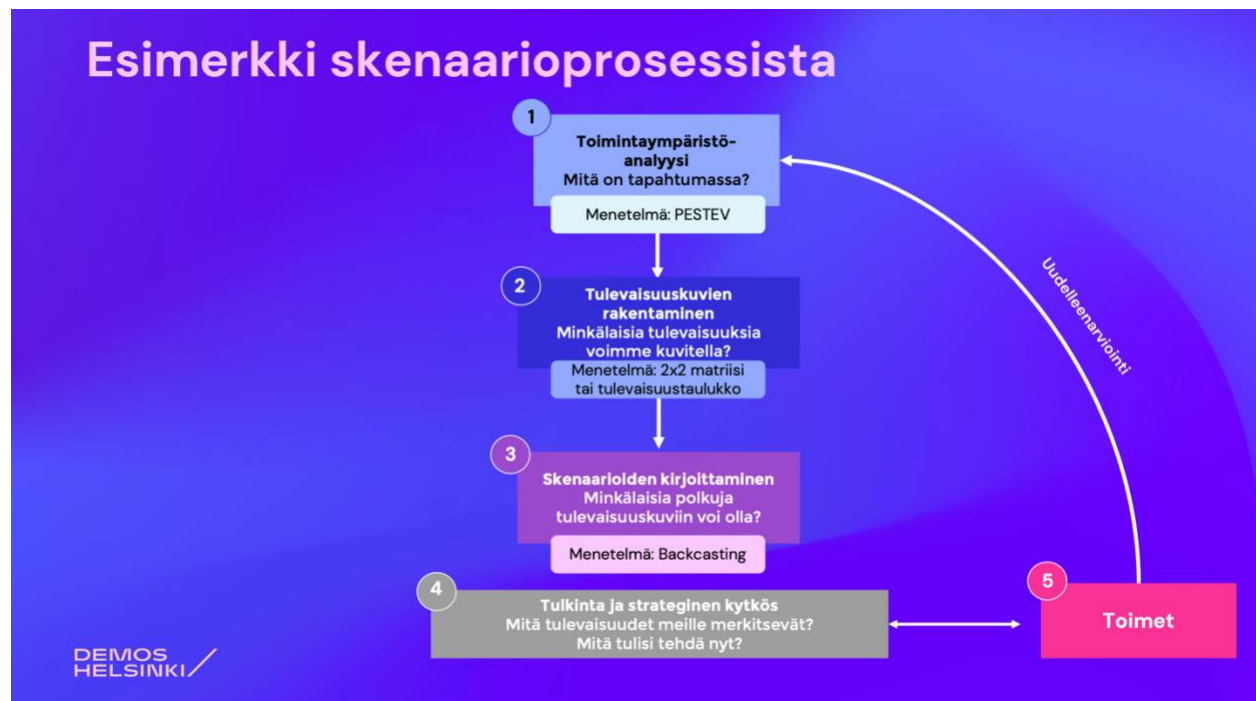 Esimerkki skenaarioprosessista
1
Toimintaympäristö-
analyysi
Mitä on tapahtumassa?
Menetelmä: PESTEV
2
Tulevaisuuskuvien
rakentaminen
Minkälaisia tulevaisuuksia
voimme kuvitella?
Menetelmä: 2x2 matriisi
tai tulevaisuustaulukko
3
Skenaarioiden kirjoittaminen
Minkälaisia polkuja
tulevaisuuskuviin voi olla?
Menetelmä: Backcasting
4
Tulkinta ja strateginen kytkös
Mitä tulevaisuudet meille merkitsevät?
Mitä tulisi tehdä nyt?
5
Toimet
Uudelleenarviointi
DEMOS
HELSINKI